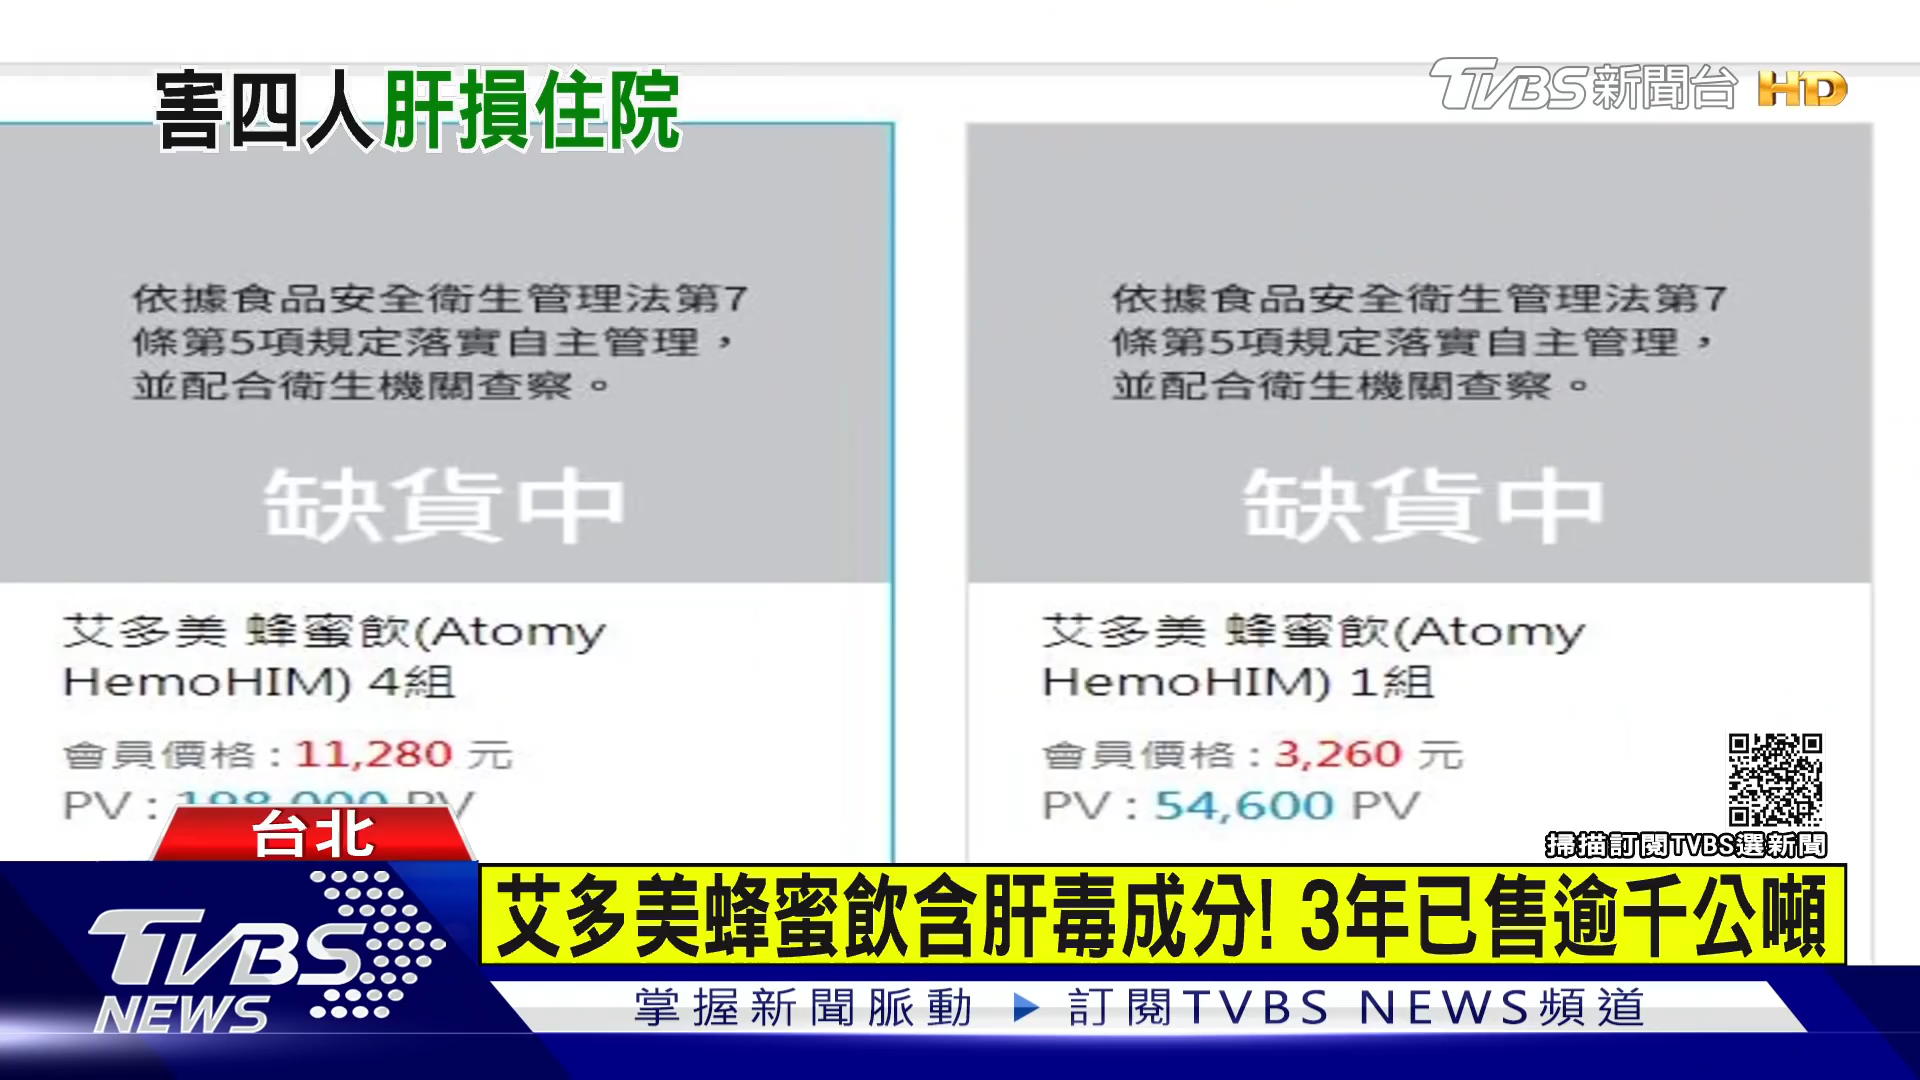 害四人肝損住院
TVBS新聞台 HD
依據食品安全衛生管理法第7
條第5項規定落實自主管理，
並配合衛生機關查察。
缺貨中
艾多美 蜂蜜飲(Atomy
HemoHIM) 4組
會員價格 : 11,280 元
PV : 198,000 PV
依據食品安全衛生管理法第7
條第5項規定落實自主管理，
並配合衛生機關查察。
缺貨中
艾多美 蜂蜜飲(Atomy
HemoHIM) 1組
會員價格 : 3,260 元
PV : 54,600 PV
掃描訂閱TVBS選新聞
台北
艾多美蜂蜜飲含肝毒成分! 3年已售逾千公噸
TVBS
NEWS
掌握新聞脈動 ▶ 訂閱TVBS NEWS頻道